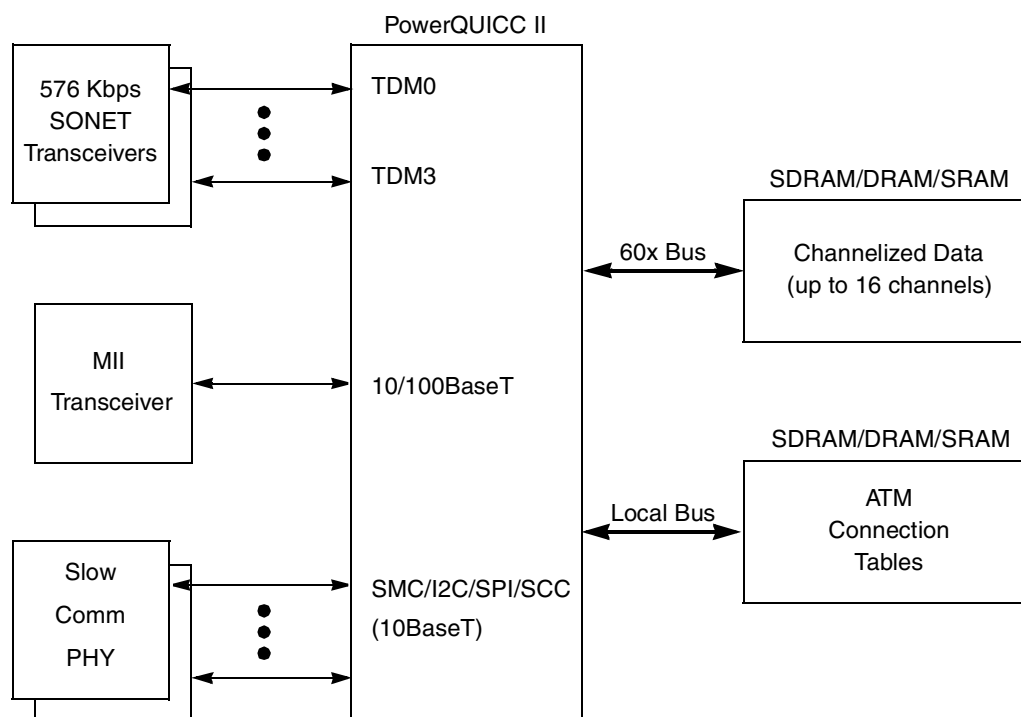 PowerQUICC II
576 Kbps
SONET
Transceivers
TDM0
TDM3
SDRAM/DRAM/SRAM
60x Bus
Channelized Data
(up to 16 channels)
MII
Transceiver
10/100BaseT
SDRAM/DRAM/SRAM
Local Bus
ATM
Connection
Tables
Slow
Comm
PHY
SMC/I2C/SPI/SCC
(10BaseT)